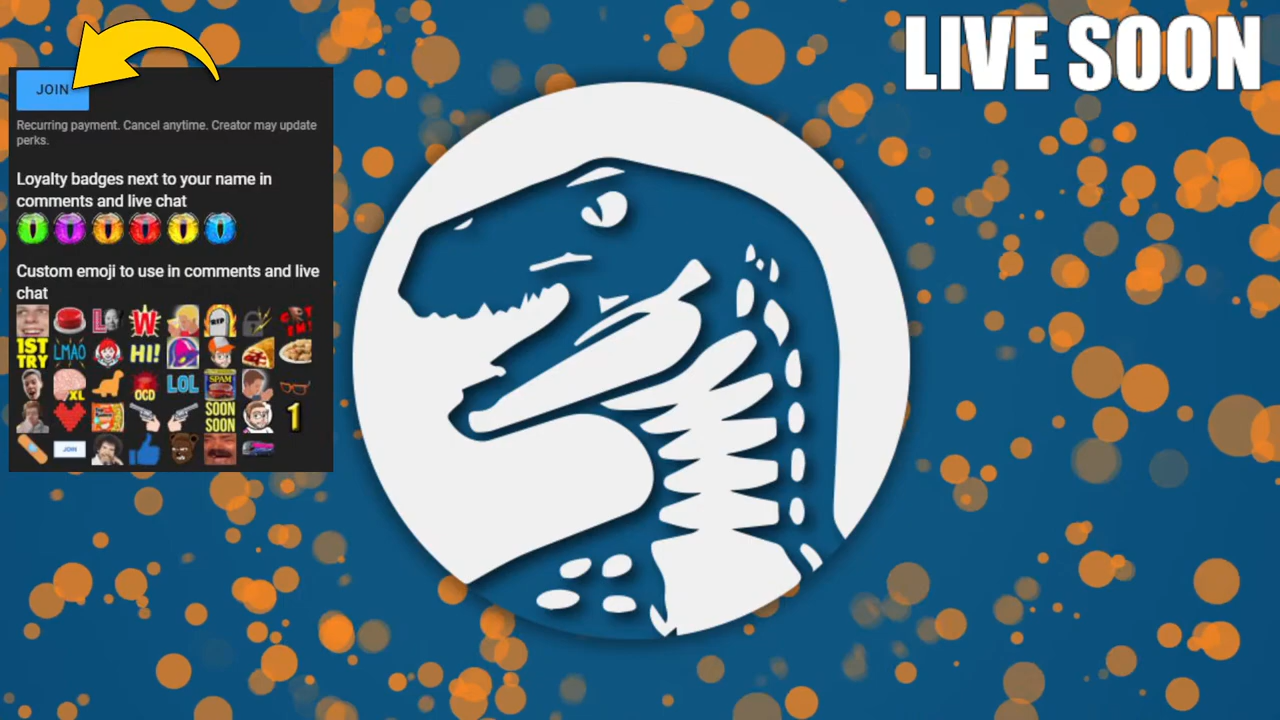 LIVE SOON
JOIN
Recurring payment. Cancel anytime. Creator may update
perks.
Loyalty badges next to your name in
comments and live chat
Custom emoji to use in comments and live
chat
L W RIP
1ST
TRY LMAO HI!
XL OCD LOL SPAM
SOON
SOON 1
JOIN